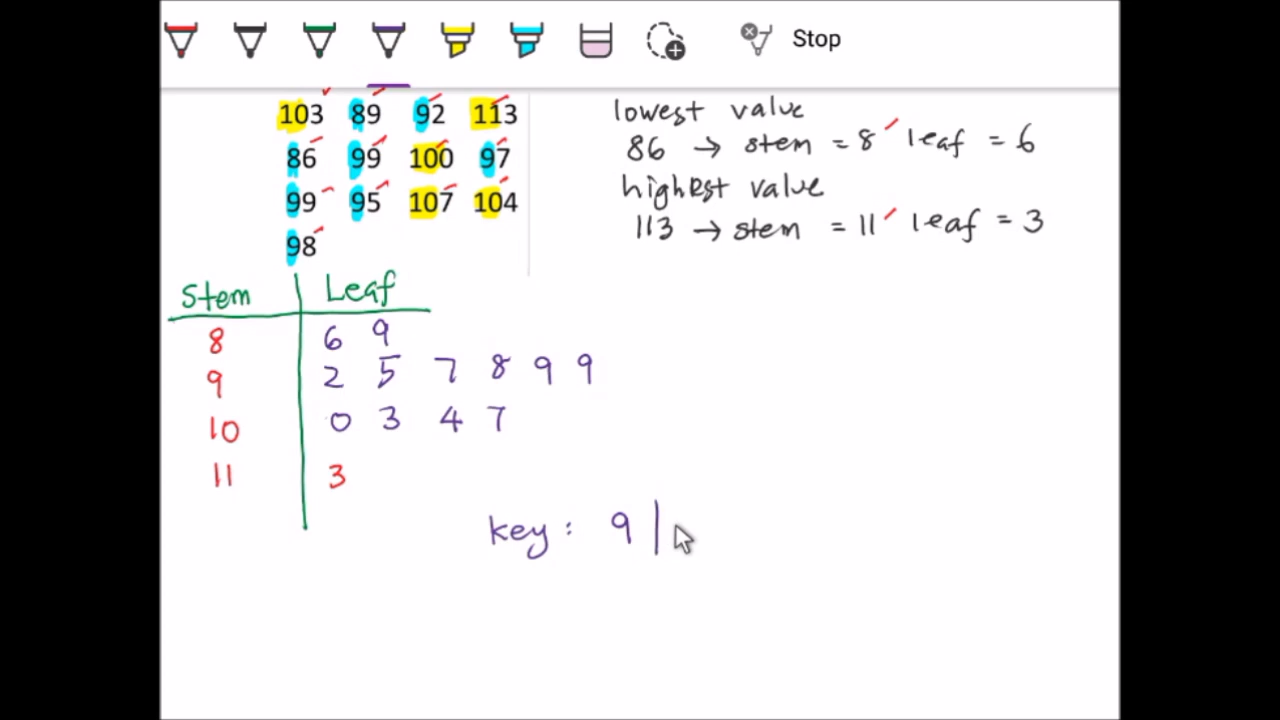 Stop
103 89 92 113
86 99 100 97
99 95 107 104
98
lowest value
86 → stem = 8 leaf = 6
highest value
113 → stem = 11 leaf = 3
Stem Leaf
8 6 9
9 2 5 7 8 9 9
10 0 3 4 7
11 3
key: 9 |